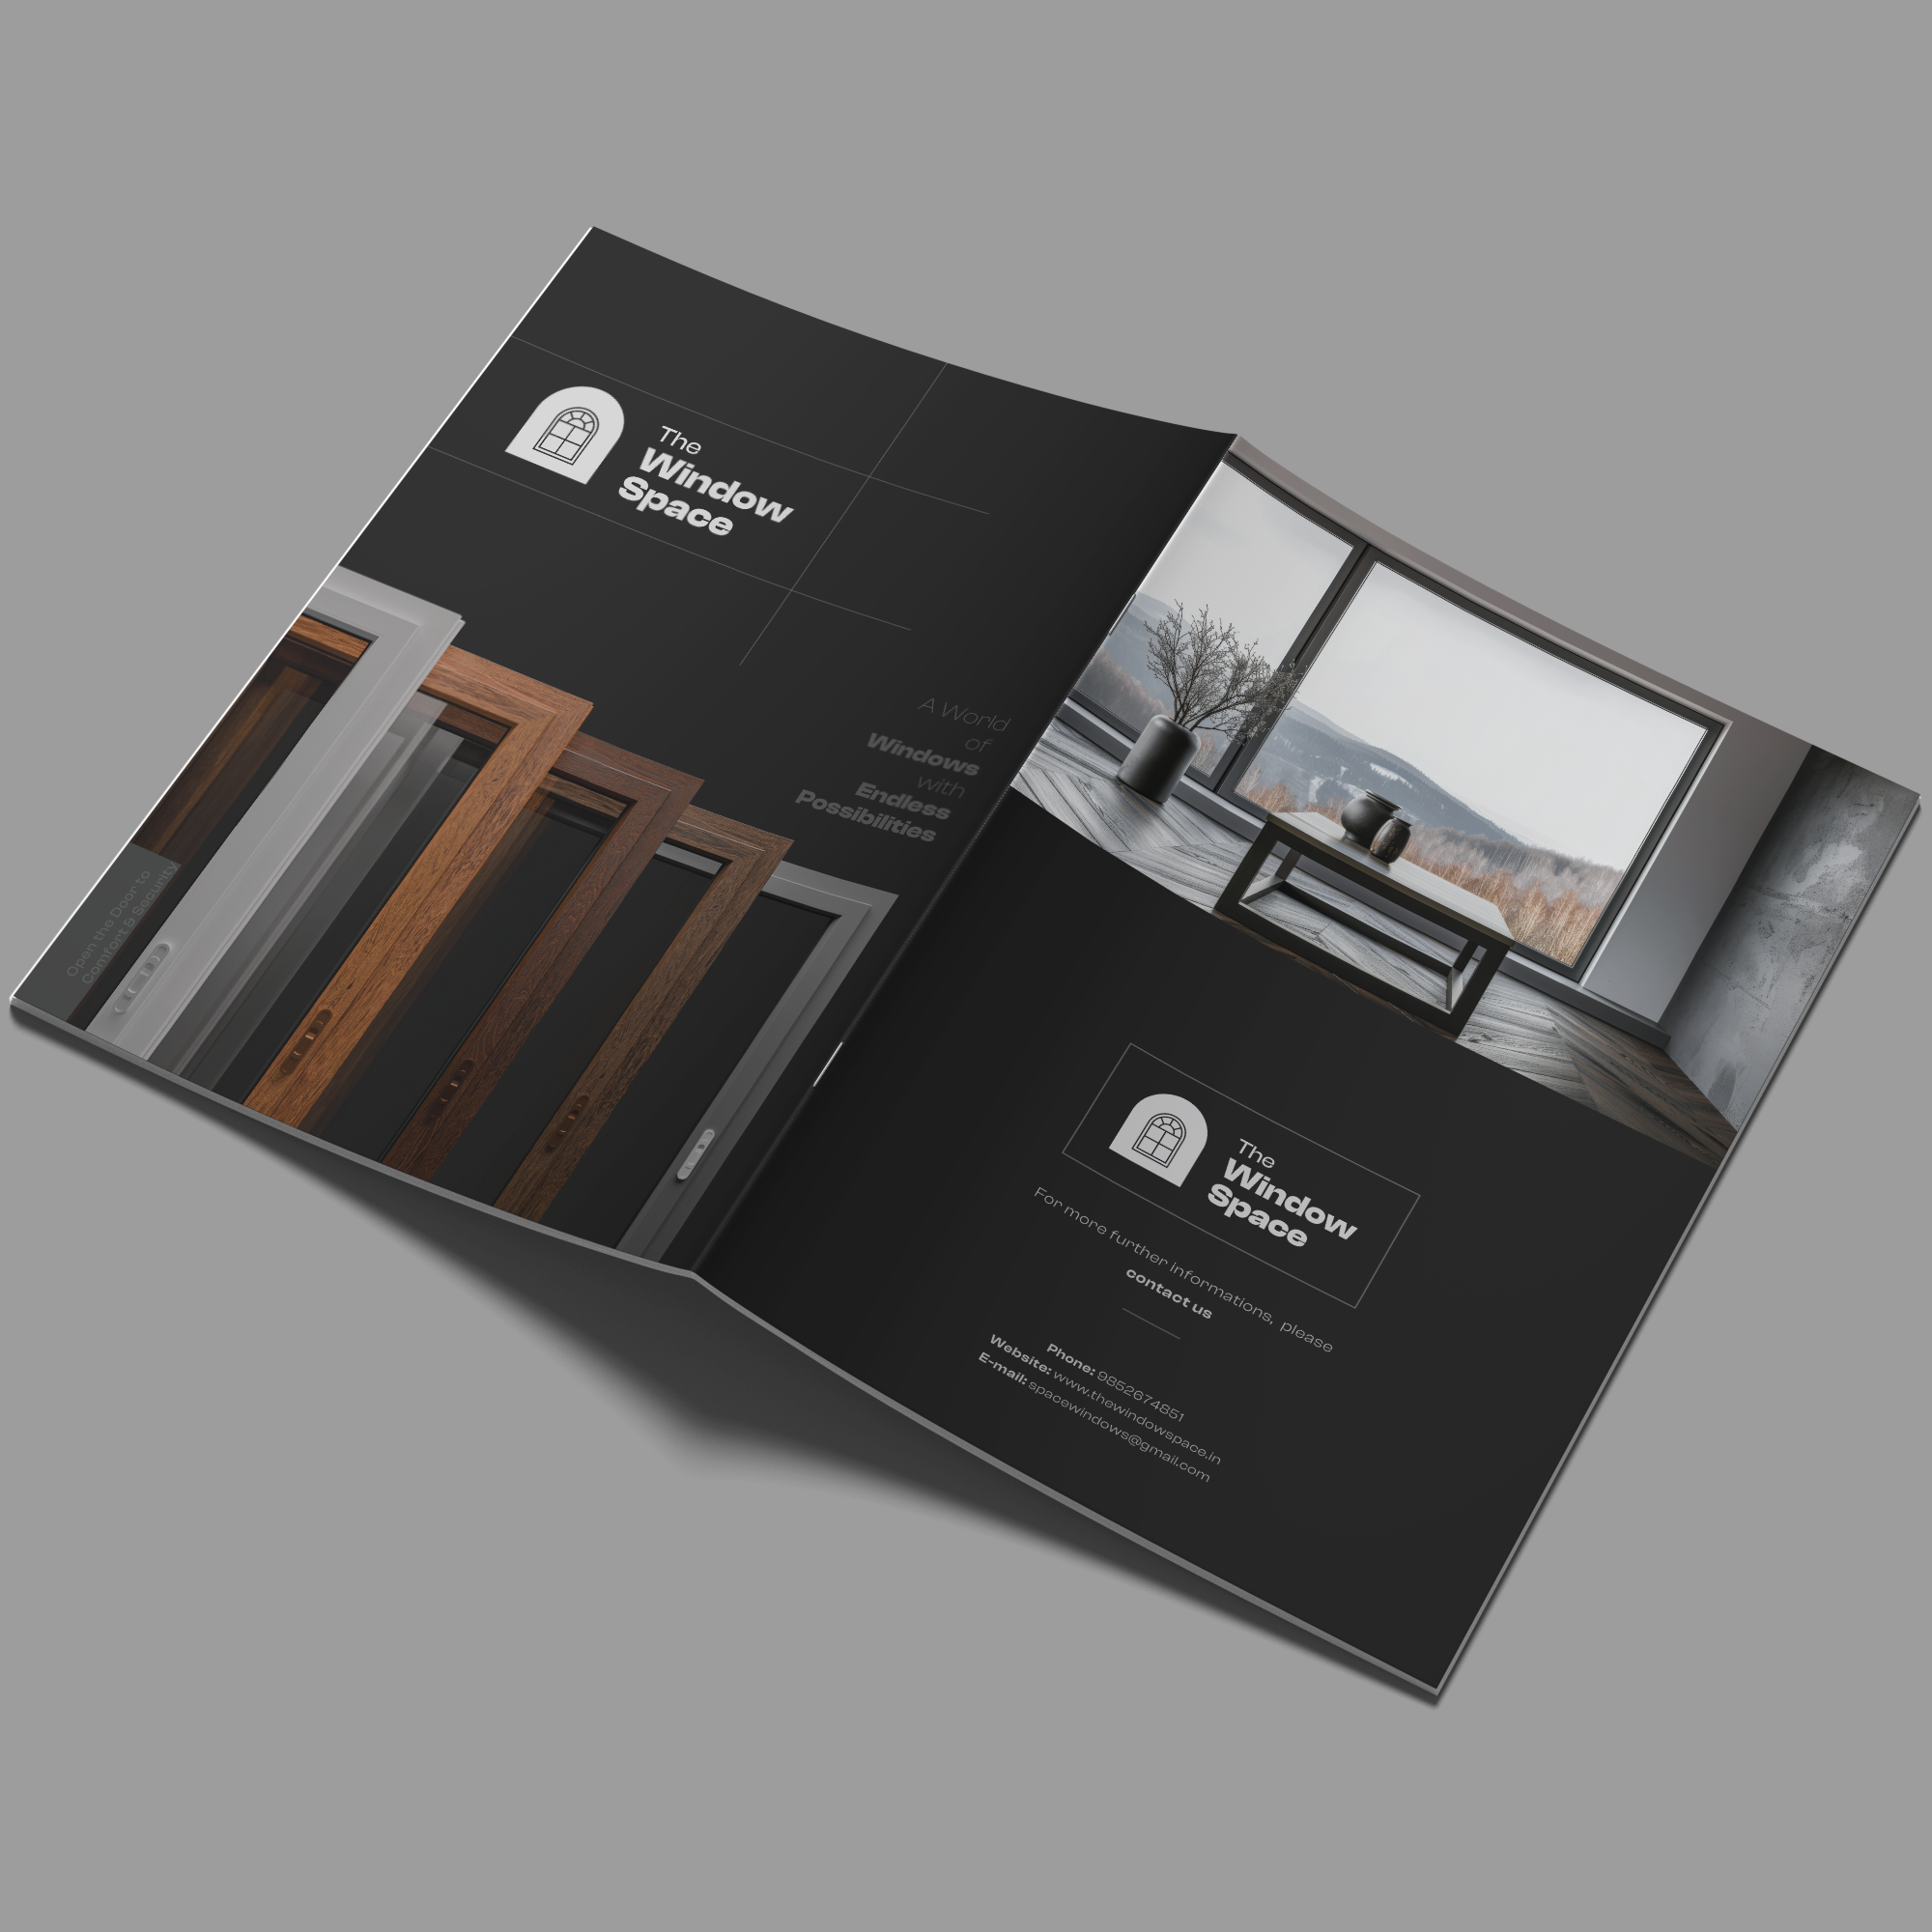 The
Window
Space
A World
of
Windows
with
Endless
Possibilities
Open the Door to
Comfort & Security
The
Window
Space
For more further informations, please
contact us
Phone: 9852674851
Website: www.thewindowspace.in
E-mail: spacewindows@gmail.com